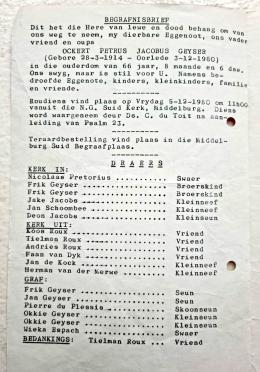 BEGRAFNISBRIEF
Dit het die Here van lewe en dood behang om van
ons weg te neem, my dierbare Eggenoot, ons vader
vriend en oupa
OCKERT PETRUS JACOBUS GEYSER
(Gebore 28-3-1914 - Oorlede 3-12-1980)
in die ouderdom van 66 jaar, 8 maande en 6 dae.
Ons swyg, maar is stil voor U. Namens be-
droefde Eggenote, kinders, kleinkinders, familie
en vriende.
----------
Roudiens vind plaas op Vrydag 5-12-1980 om 11H00
vanuit die N.G. Suid Kerk, Middelburg. Diens
word waargeneem deur Ds. C. du Toit na aan-
leiding van Psalm 23.
----------
Teraardbestelling vind plaas in die Middel-
burg Suid Begraafplaas.
----------
D R A E R S
KERK IN:
Nicolaas Pretorius ............... Swaer
Frik Geyser ............... Broerskind
Frik Geyser ............... Broerskind
Jake Jacobs ............... Kleinneef
Jan Schoombee ............... Kleinneef
Deon Jacobs ............... Kleinseun
KERK UIT:
Koos Roux ............... Vriend
Tielman Roux ............... Vriend
Andries Roux ............... Vriend
Faan van Dyk ............... Vriend
Jan de Kock ............... Kleinneef
Herman van der Merwe ............... Kleinneef
GRAF:
Frik Geyser ............... Seun
Jan Geyser ............... Seun
Pierre du Plessis ............... Skoonseun
Okkie Geyser ............... Kleinseun
Okkie Geyser ............... Kleinseun
Wicks Espach ............... Swaer
BEDANKINGS: Tielman Roux ... Vriend